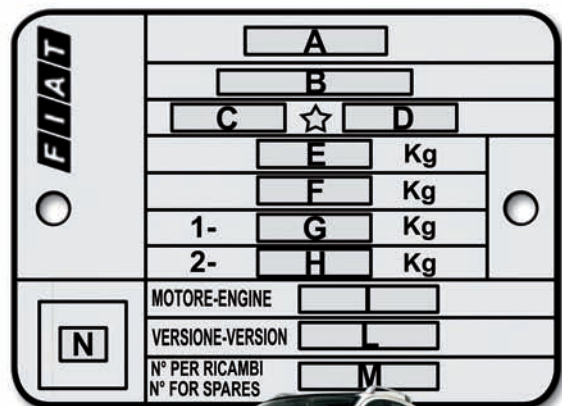 FIAT
A
B
C D
E Kg
F Kg
1- G Kg
2- H Kg
MOTORE-ENGINE I
VERSIONE-VERSION L
N° PER RICAMBI
N° FOR SPARES M
N